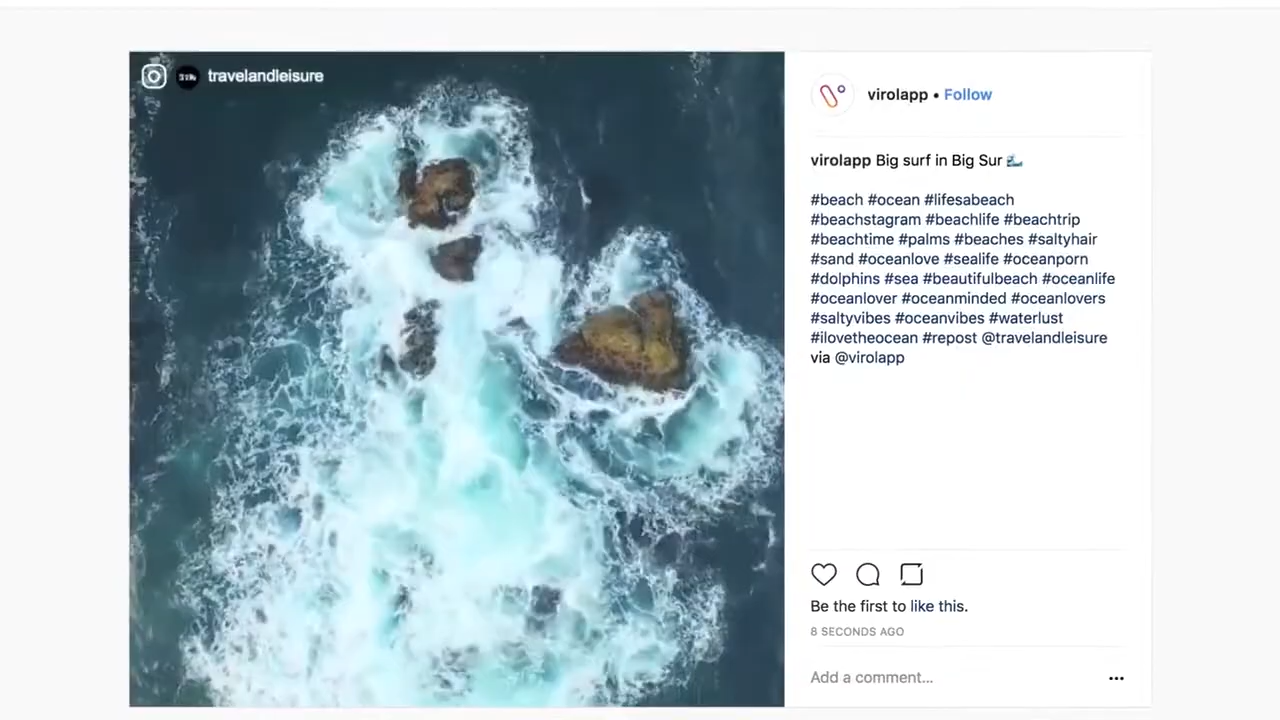 travelandleisure
virolapp • Follow
virolapp Big surf in Big Sur 🌊
#beach #ocean #lifesabeach
#beachstagram #beachlife #beachtrip
#beachtime #palms #beaches #saltyhair
#sand #oceanlove #sealife #oceanporn
#dolphins #sea #beautifulbeach #oceanlife
#oceanlover #oceanminded #oceanlovers
#saltyvibes #oceanvibes #waterlust
#ilovetheocean #repost @travelandleisure
via @virolapp
Be the first to like this.
8 SECONDS AGO
Add a comment...